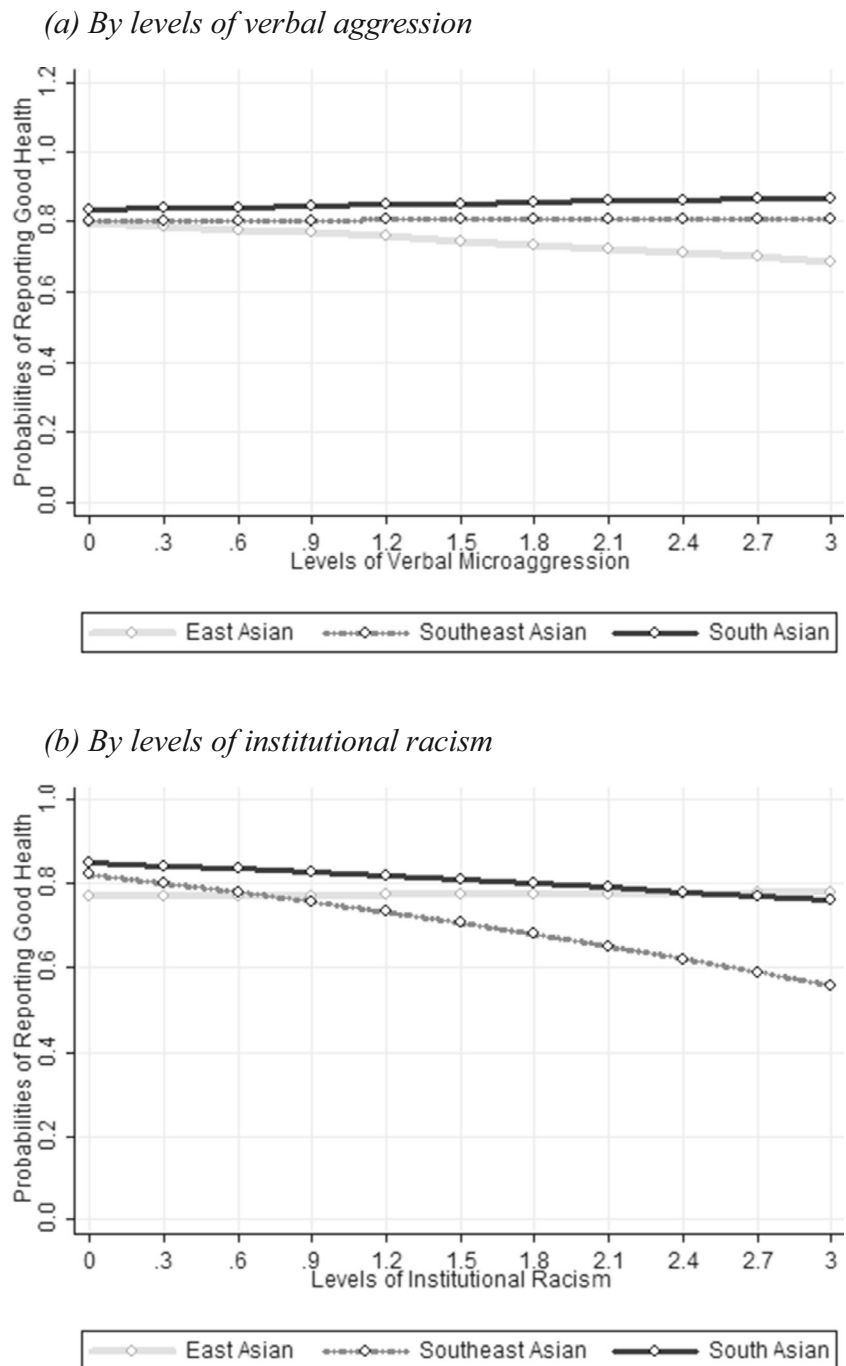 (a) By levels of verbal aggression
Probabilities of Reporting Good Health
1.2
1.0
0.8
0.6
0.4
0.2
0.0
0 .3 .6 .9 1.2 1.5 1.8 2.1 2.4 2.7 3
Levels of Verbal Microaggression
East Asian Southeast Asian South Asian
(b) By levels of institutional racism
Probabilities of Reporting Good Health
1.0
0.8
0.6
0.4
0.2
0.0
0 .3 .6 .9 1.2 1.5 1.8 2.1 2.4 2.7 3
Levels of Institutional Racism
East Asian Southeast Asian South Asian